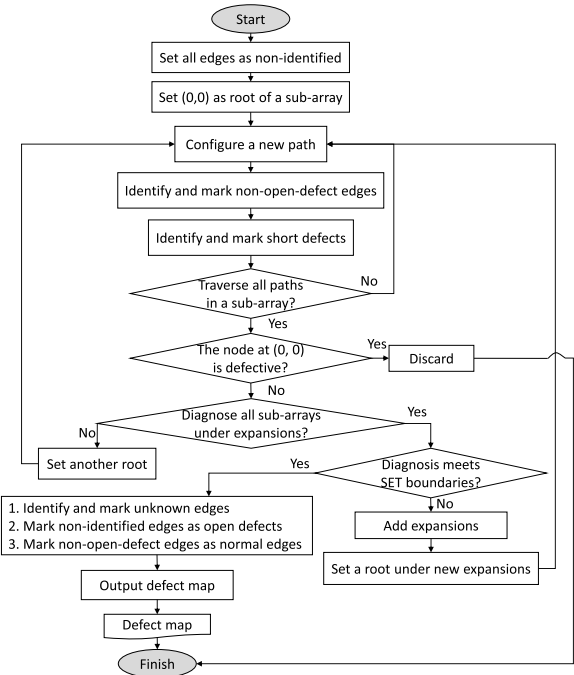 Start
Set all edges as non-identified
Set (0,0) as root of a sub-array
Configure a new path
Identify and mark non-open-defect edges
Identify and mark short defects
Traverse all paths
in a sub-array?
No
Yes
The node at (0, 0)
is defective?
Yes
Discard
No
Diagnose all sub-arrays
under expansions?
No
Yes
Set another root
Yes
Diagnosis meets
SET boundaries?
No
1. Identify and mark unknown edges
2. Mark non-identified edges as open defects
3. Mark non-open-defect edges as normal edges
Add expansions
Set a root under new expansions
Output defect map
Defect map
Finish